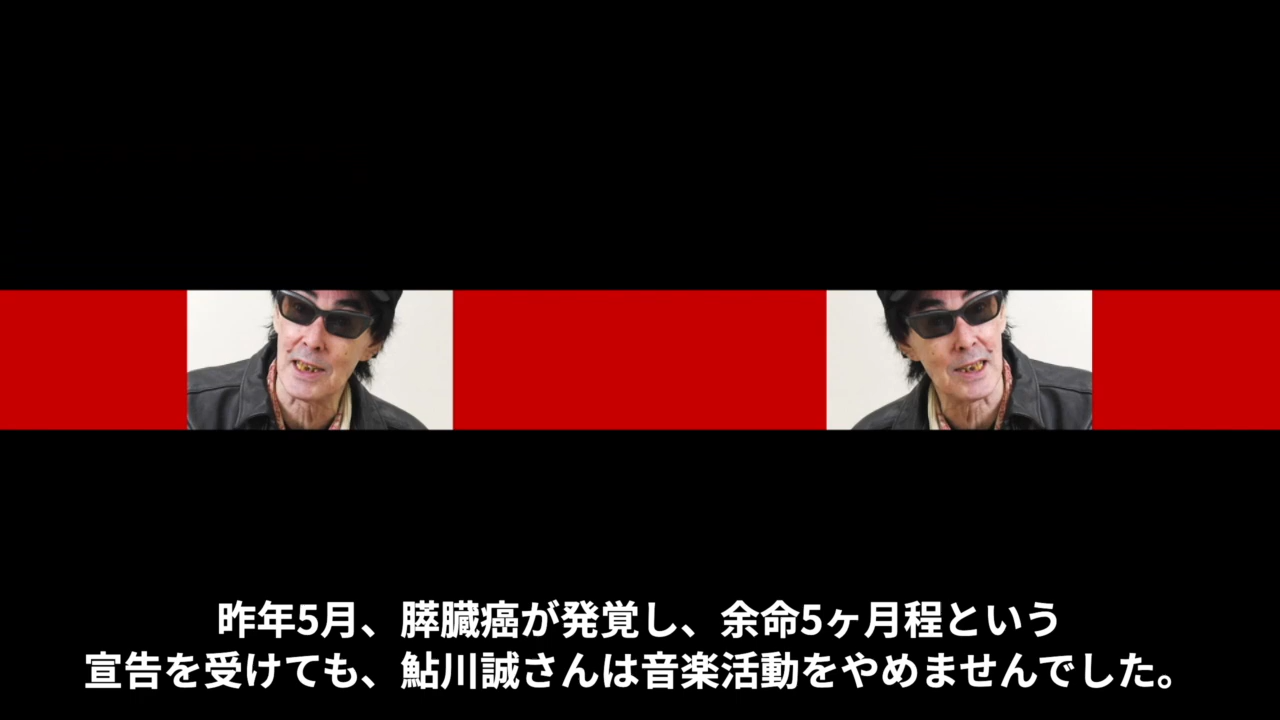 昨年5月、膵臓癌が発覚し、余命5ヶ月程という
宣告を受けても、鮎川誠さんは音楽活動をやめませんでした。